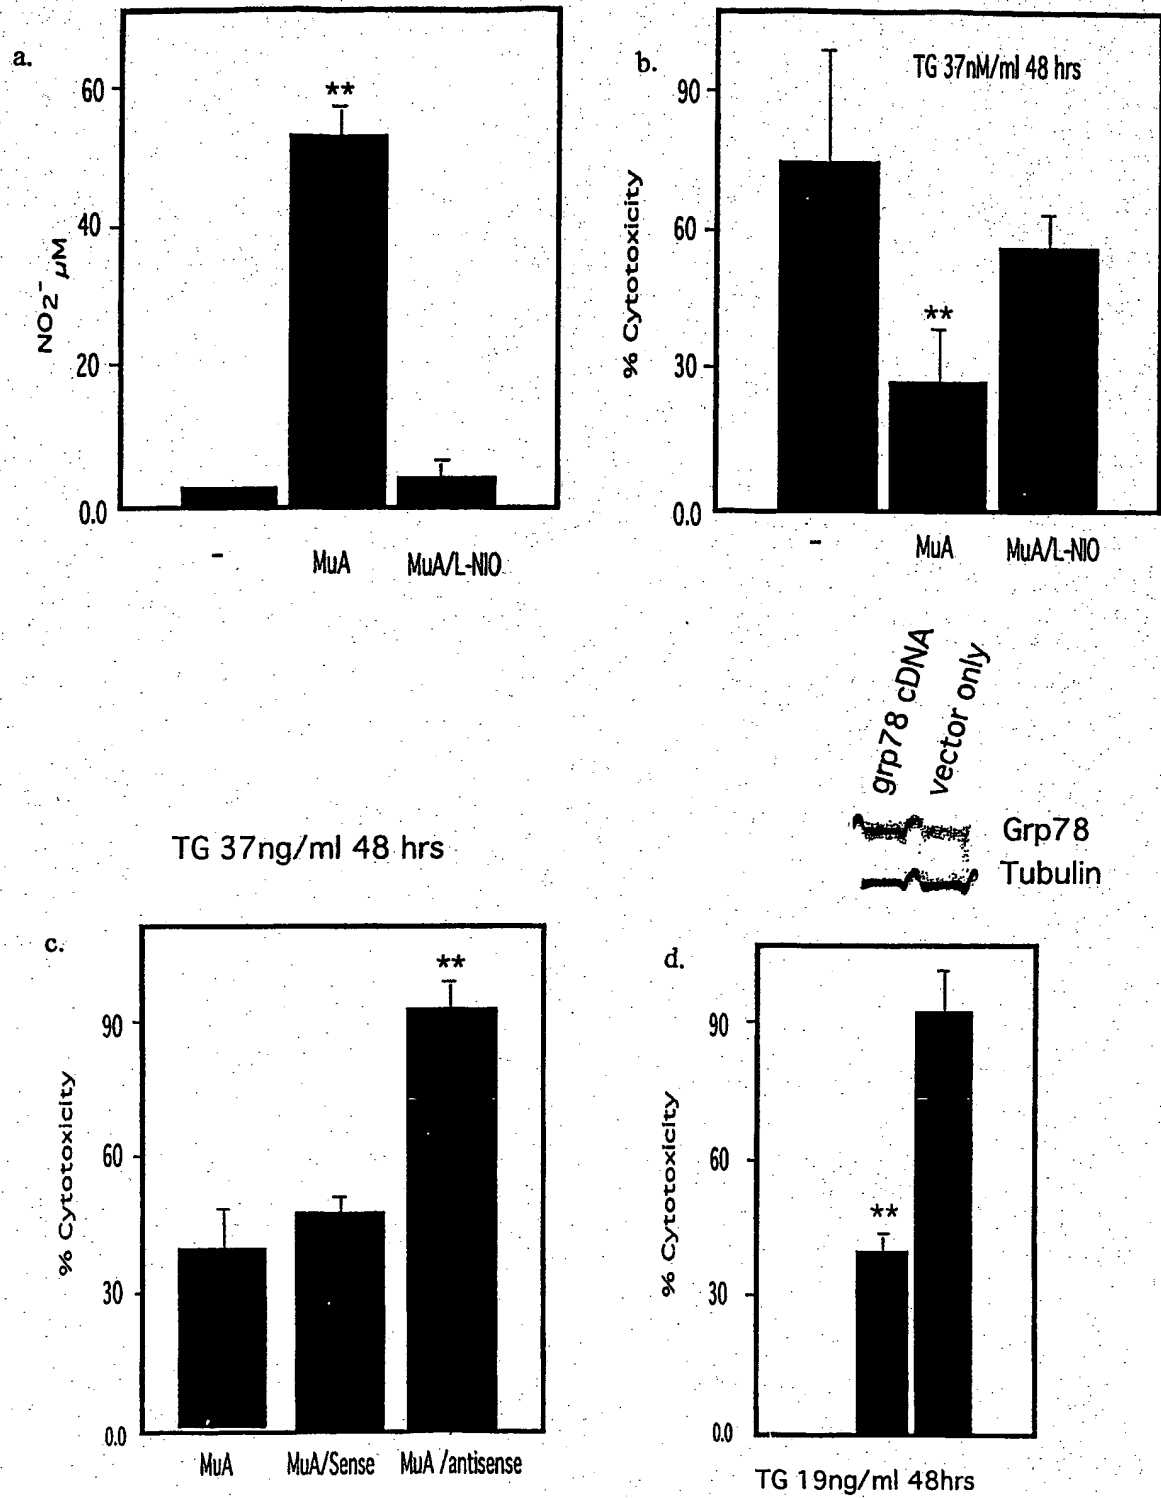 a.
60
40
20
0.0
NO2⁻ µM
**
-
MuA
MuA/L-NIO
b.
TG 37nM/ml 48 hrs
90
60
30
0.0
% Cytotoxicity
**
-
MuA
MuA/L-NIO
TG 37ng/ml 48 hrs
c.
90
60
30
0.0
% Cytotoxicity
**
MuA
MuA/Sense
MuA /antisense
grp78 cDNA
vector only
Grp78
Tubulin
d.
90
60
30
0.0
% Cytotoxicity
**
TG 19ng/ml 48hrs